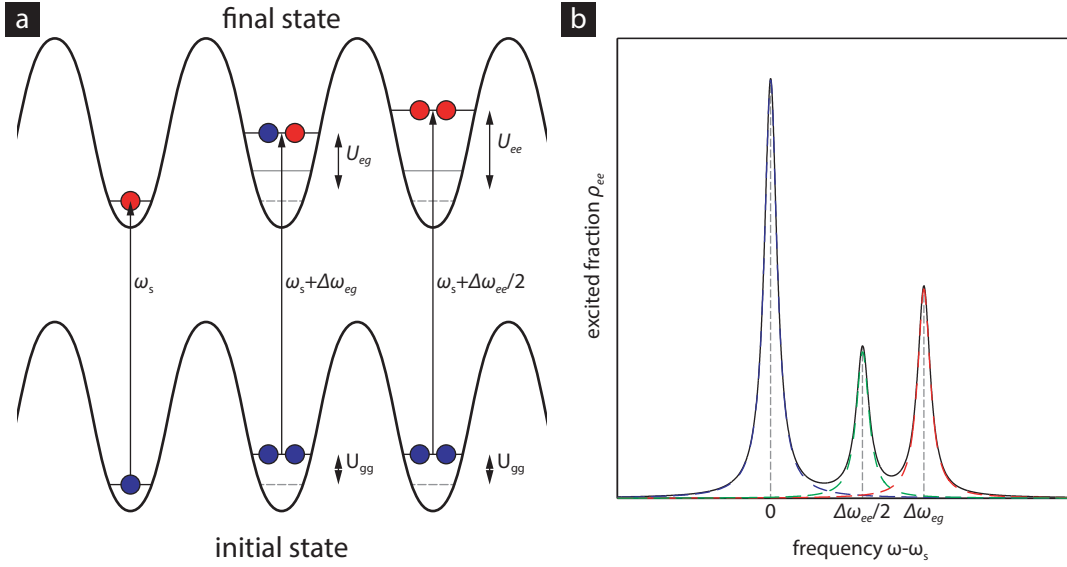 a
final state
U_eg
U_ee
ω_s
ω_s+Δω_eg
ω_s+Δω_ee/2
U_gg
U_gg
initial state
b
excited fraction ρ_ee
0
Δω_ee/2
Δω_eg
frequency ω-ω_s